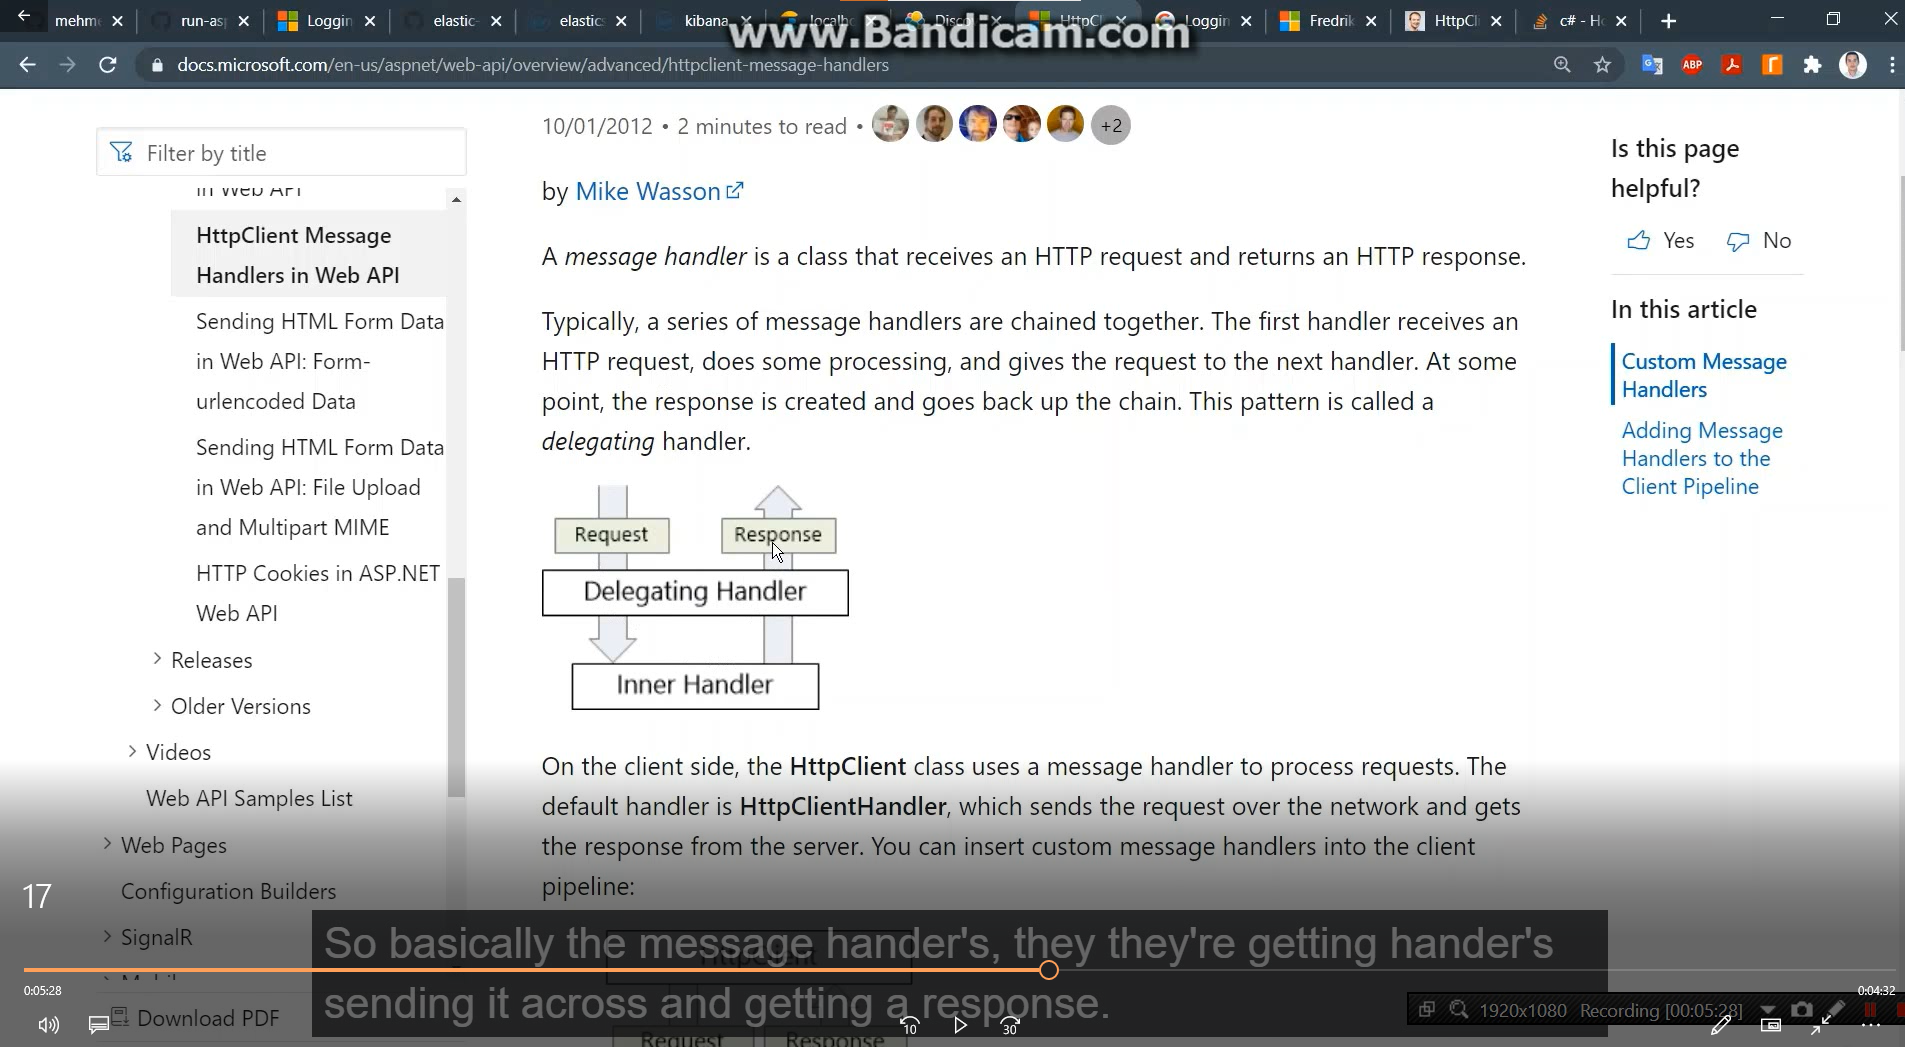 mehm
run-asp
Loggin
elastic-
elastic
kibana
localh
Disco
HttpCl
Loggin
Fredrik
HttpCli
c# - H
www.Bandicam.com
docs.microsoft.com/en-us/aspnet/web-api/overview/advanced/httpclient-message-handlers
ABP
10/01/2012 • 2 minutes to read •
+2
Filter by title
in Web API
HttpClient Message
Handlers in Web API
Sending HTML Form Data
in Web API: Form-
urlencoded Data
Sending HTML Form Data
in Web API: File Upload
and Multipart MIME
HTTP Cookies in ASP.NET
Web API
Releases
Older Versions
Videos
Web API Samples List
Web Pages
Configuration Builders
SignalR
Download PDF
by Mike Wasson
A message handler is a class that receives an HTTP request and returns an HTTP response.
Typically, a series of message handlers are chained together. The first handler receives an
HTTP request, does some processing, and gives the request to the next handler. At some
point, the response is created and goes back up the chain. This pattern is called a
delegating handler.
Request
Response
Delegating Handler
Inner Handler
On the client side, the HttpClient class uses a message handler to process requests. The
default handler is HttpClientHandler, which sends the request over the network and gets
the response from the server. You can insert custom message handlers into the client
pipeline:
HttpClient
Request
Response
Is this page
helpful?
Yes
No
In this article
Custom Message
Handlers
Adding Message
Handlers to the
Client Pipeline
17
So basically the message hander's, they they're getting hander's
sending it across and getting a response.
0:05:28
0:04:32
10
30
1920x1080
Recording [00:05:28]